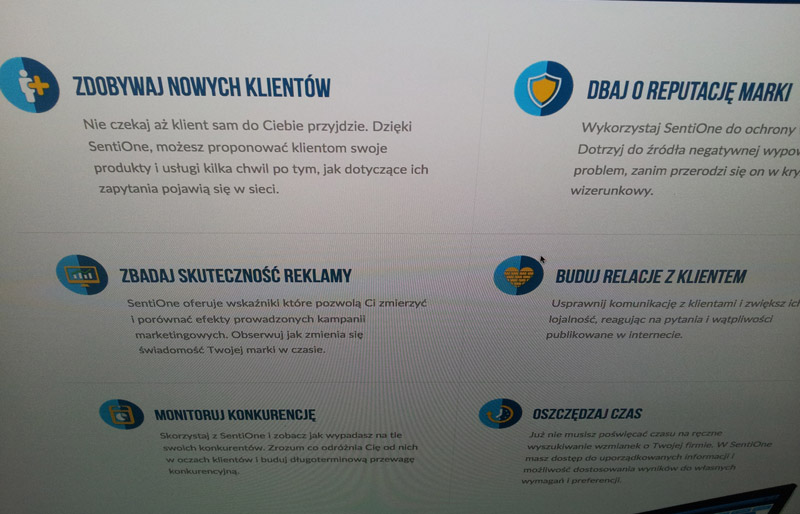 ZDOBYWAJ NOWYCH KLIENTÓW
Nie czekaj aż klient sam do Ciebie przyjdzie. Dzięki
SentiOne, możesz proponować klientom swoje
produkty i usługi kilka chwil po tym, jak dotyczące ich
zapytania pojawią się w sieci.
DBAJ O REPUTACJĘ MARKI
Wykorzystaj SentiOne do ochrony
Dotrzyj do źródła negatywnej
problem, zanim przerodzi się on w
wizerunkowy.
ZBADAJ SKUTECZNOŚĆ REKLAMY
SentiOne oferuje wskaźniki które pozwolą Ci zmierzyć
i porównać efekty prowadzonych kampanii
marketingowych. Obserwuj jak zmienia się
świadomość Twojej marki w czasie.
BUDUJ RELACJE Z KLIENTEM
Usprawnij komunikację z klientami i zwiększ
lojalność, reagując na pytania i wątpliwości
publikowane w internecie.
MONITORUJ KONKURENCJĘ
Skorzystaj z SentiOne i zobacz jak wypadasz na tle
swoich konkurentów. Zrozum co odróżnia Cię od nich
w oczach klientów i buduj długoterminową przewagę
konkurencyjną.
OSZCZĘDZAJ CZAS
Już nie musisz poświęcać czasu na ręczne
wyszukiwanie wzmianek o Twojej firmie. W SentiOne
masz dostęp do uporządkowanych informacji i
możliwość dostosowania wyników do własnych
wymagań i preferencji.